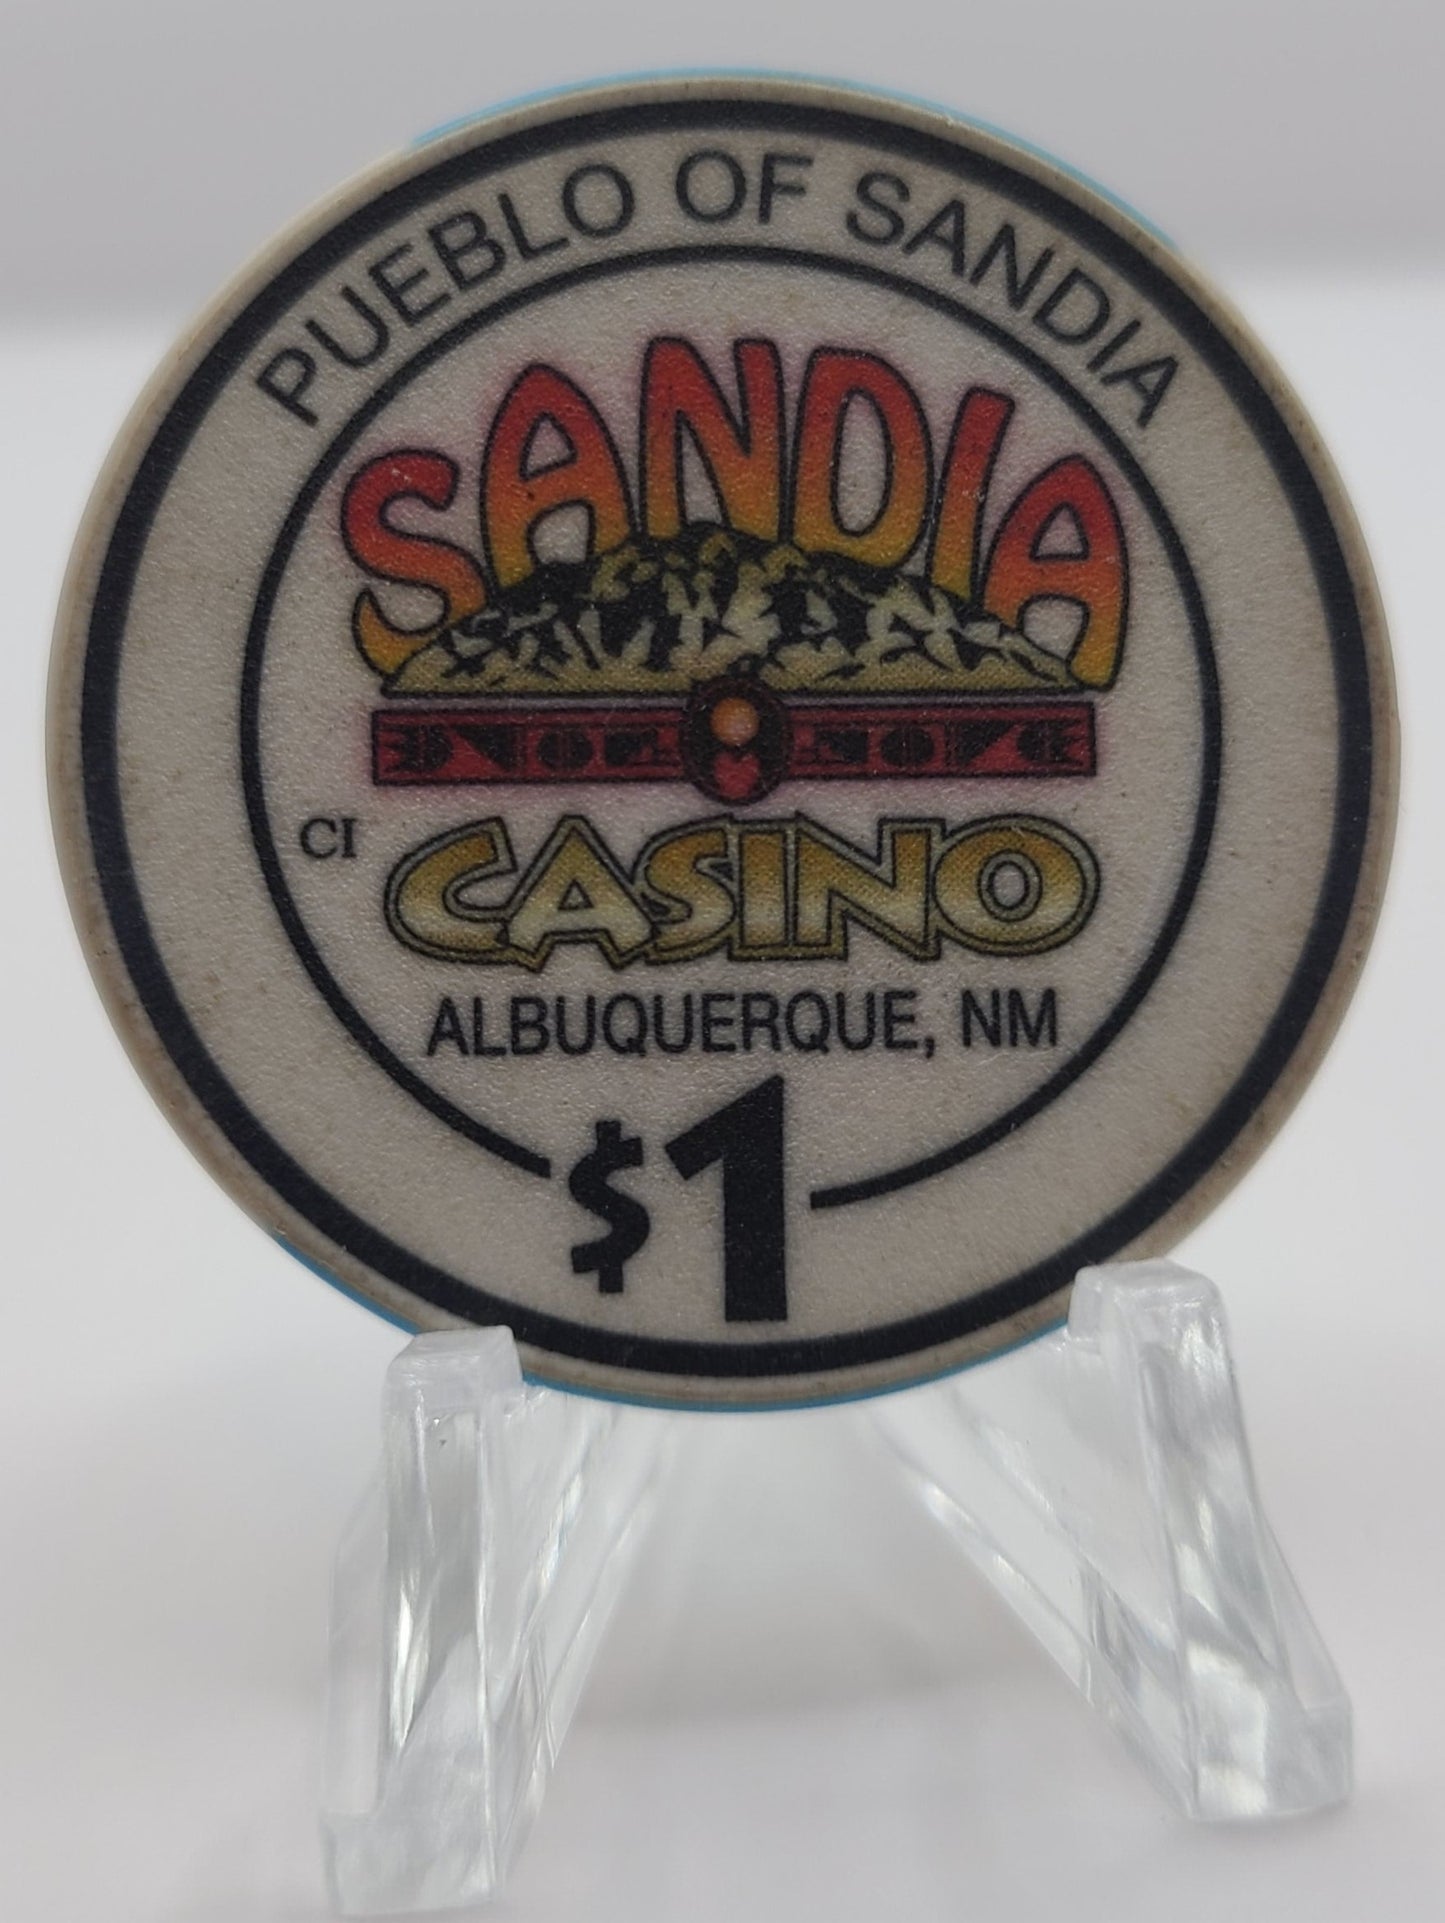 PUEBLO OF SANDIA
SANDIA
CI
CASINO
ALBUQUERQUE, NM
$1